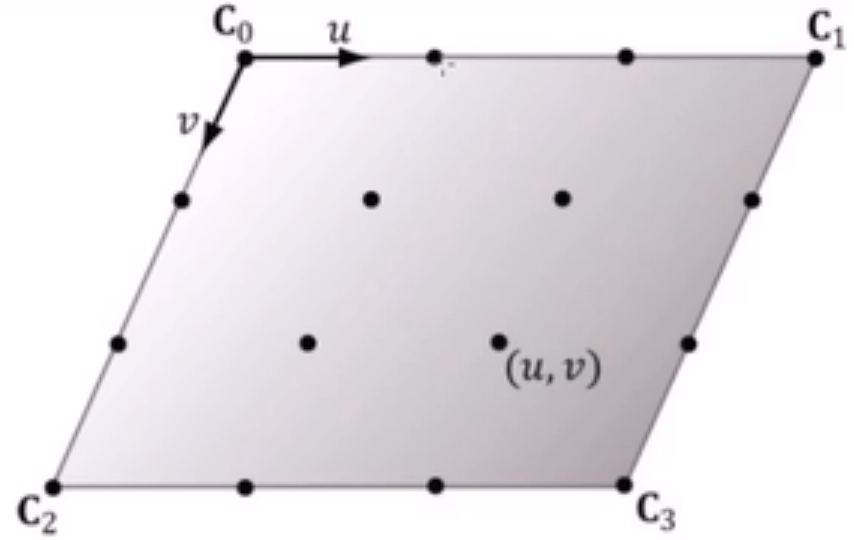 C₀
u
C₁
v
(u, v)
C₂
C₃